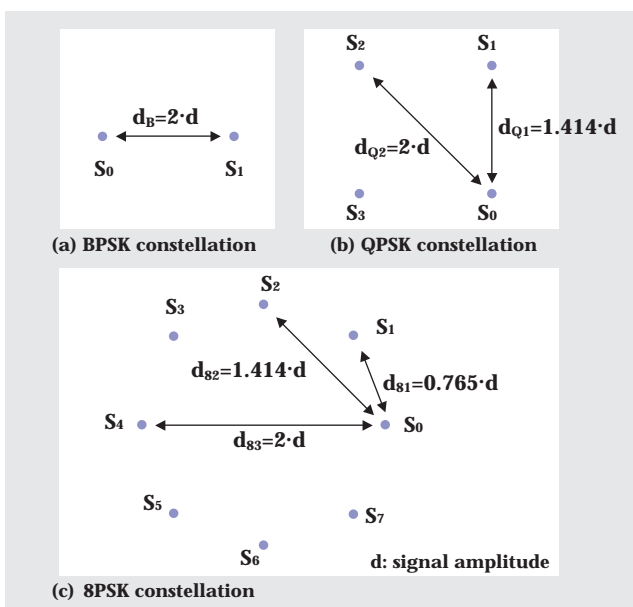 S0
dB=2·d
S1
(a) BPSK constellation
S2
S1
dQ2=2·d
dQ1=1.414·d
S3
S0
(b) QPSK constellation
S2
S3
S1
d82=1.414·d
d81=0.765·d
S4
d83=2·d
S0
S5
S7
S6
d: signal amplitude
(c) 8PSK constellation